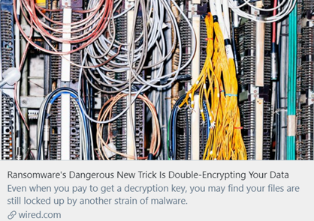 Ransomware's Dangerous New Trick Is Double-Encrypting Your Data
Even when you pay to get a decryption key, you may find your files are
still locked up by another strain of malware.
wired.com